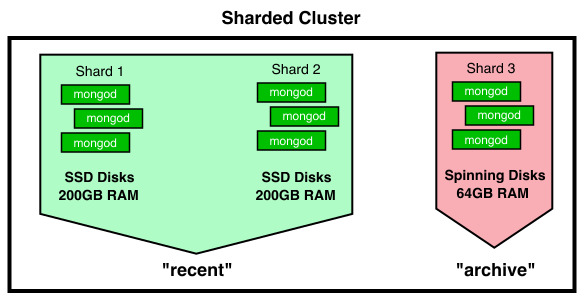 Sharded Cluster
Shard 1
mongod
mongod
mongod
SSD Disks
200GB RAM
Shard 2
mongod
mongod
mongod
SSD Disks
200GB RAM
"recent"
Shard 3
mongod
mongod
mongod
Spinning Disks
64GB RAM
"archive"